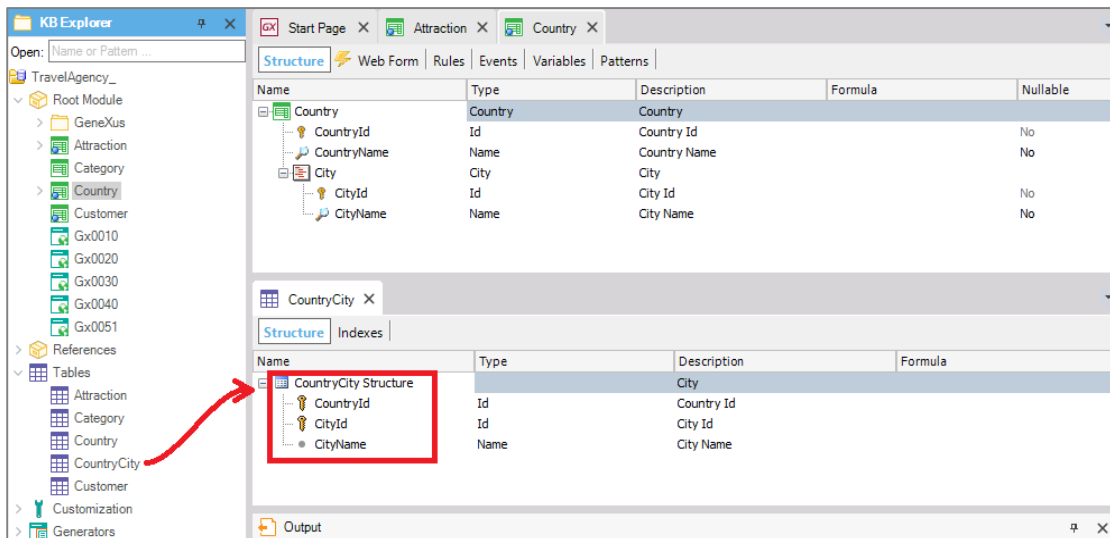 KB Explorer
Open: Name or Pattern ...
TravelAgency_
Root Module
GeneXus
Attraction
Category
Country
Customer
Gx0010
Gx0020
Gx0030
Gx0040
Gx0051
References
Tables
Attraction
Category
Country
CountryCity
Customer
Customization
Generators
GX Start Page Attraction Country
Structure Web Form Rules Events Variables Patterns
Name Type Description Formula Nullable
Country Country Country
CountryId Id Country Id No
CountryName Name Country Name No
City City City
CityId Id City Id No
CityName Name City Name No
CountryCity
Structure Indexes
Name Type Description Formula
CountryCity Structure City
CountryId Id Country Id
CityId Id City Id
CityName Name City Name
Output